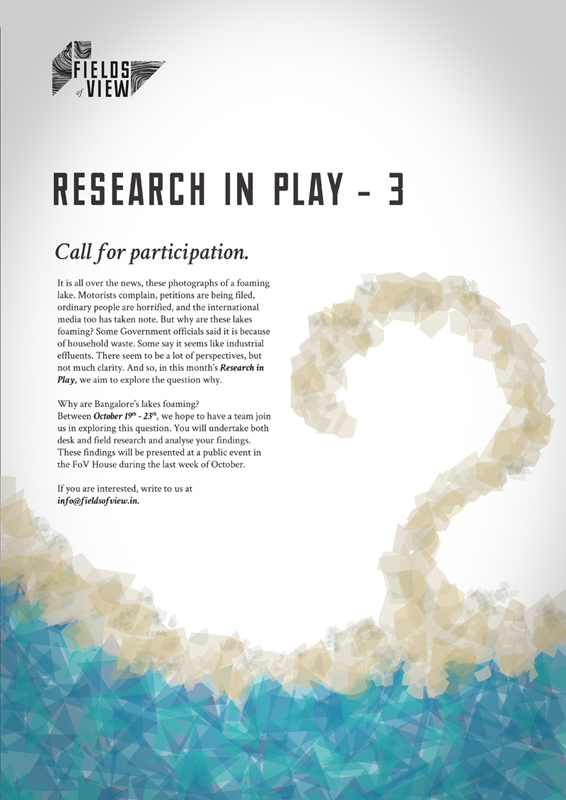 FIELDS
of VIEW
RESEARCH IN PLAY - 3
Call for participation.
It is all over the news, these photographs of a foaming
lake. Motorists complain, petitions are being filed,
ordinary people are horrified, and the international
media too has taken note. But why are these lakes
foaming? Some Government officials said it is because
of household waste. Some say it seems like industrial
effluents. There seem to be a lot of perspectives, but
not much clarity. And so, in this month's Research in
Play, we aim to explore the question why.
Why are Bangalore's lakes foaming?
Between October 19th - 23th, we hope to have a team join
us in exploring this question. You will undertake both
desk and field research and analyse your findings.
These findings will be presented at a public event in
the FoV House during the last week of October.
If you are interested, write to us at
info@fieldsofview.in.